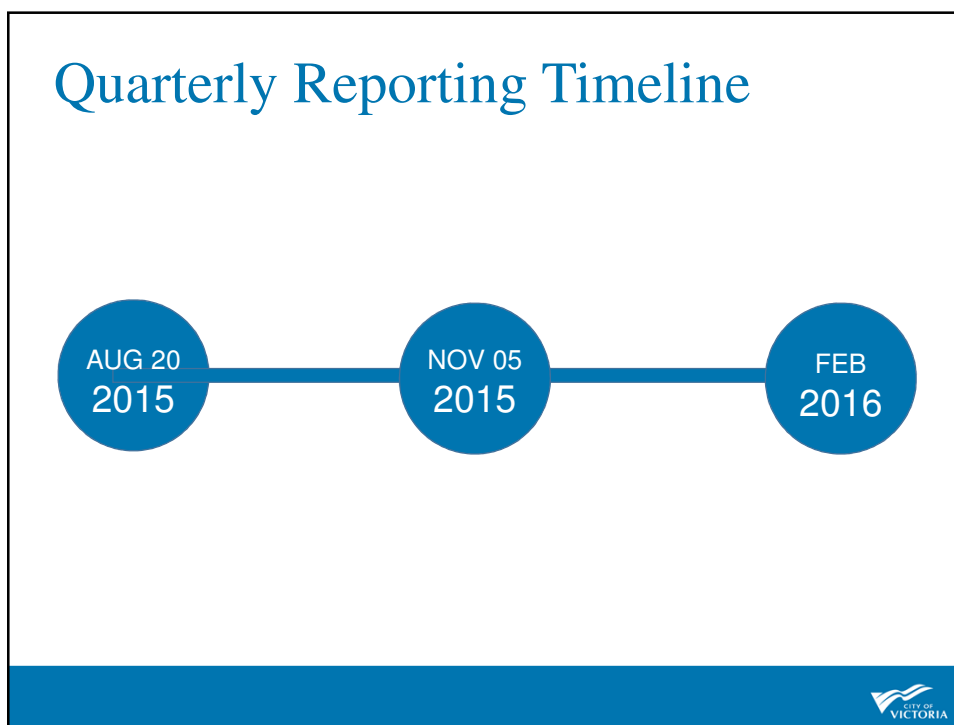 Quarterly Reporting Timeline
AUG 20
2015
NOV 05
2015
FEB
2016
CITY OF
VICTORIA